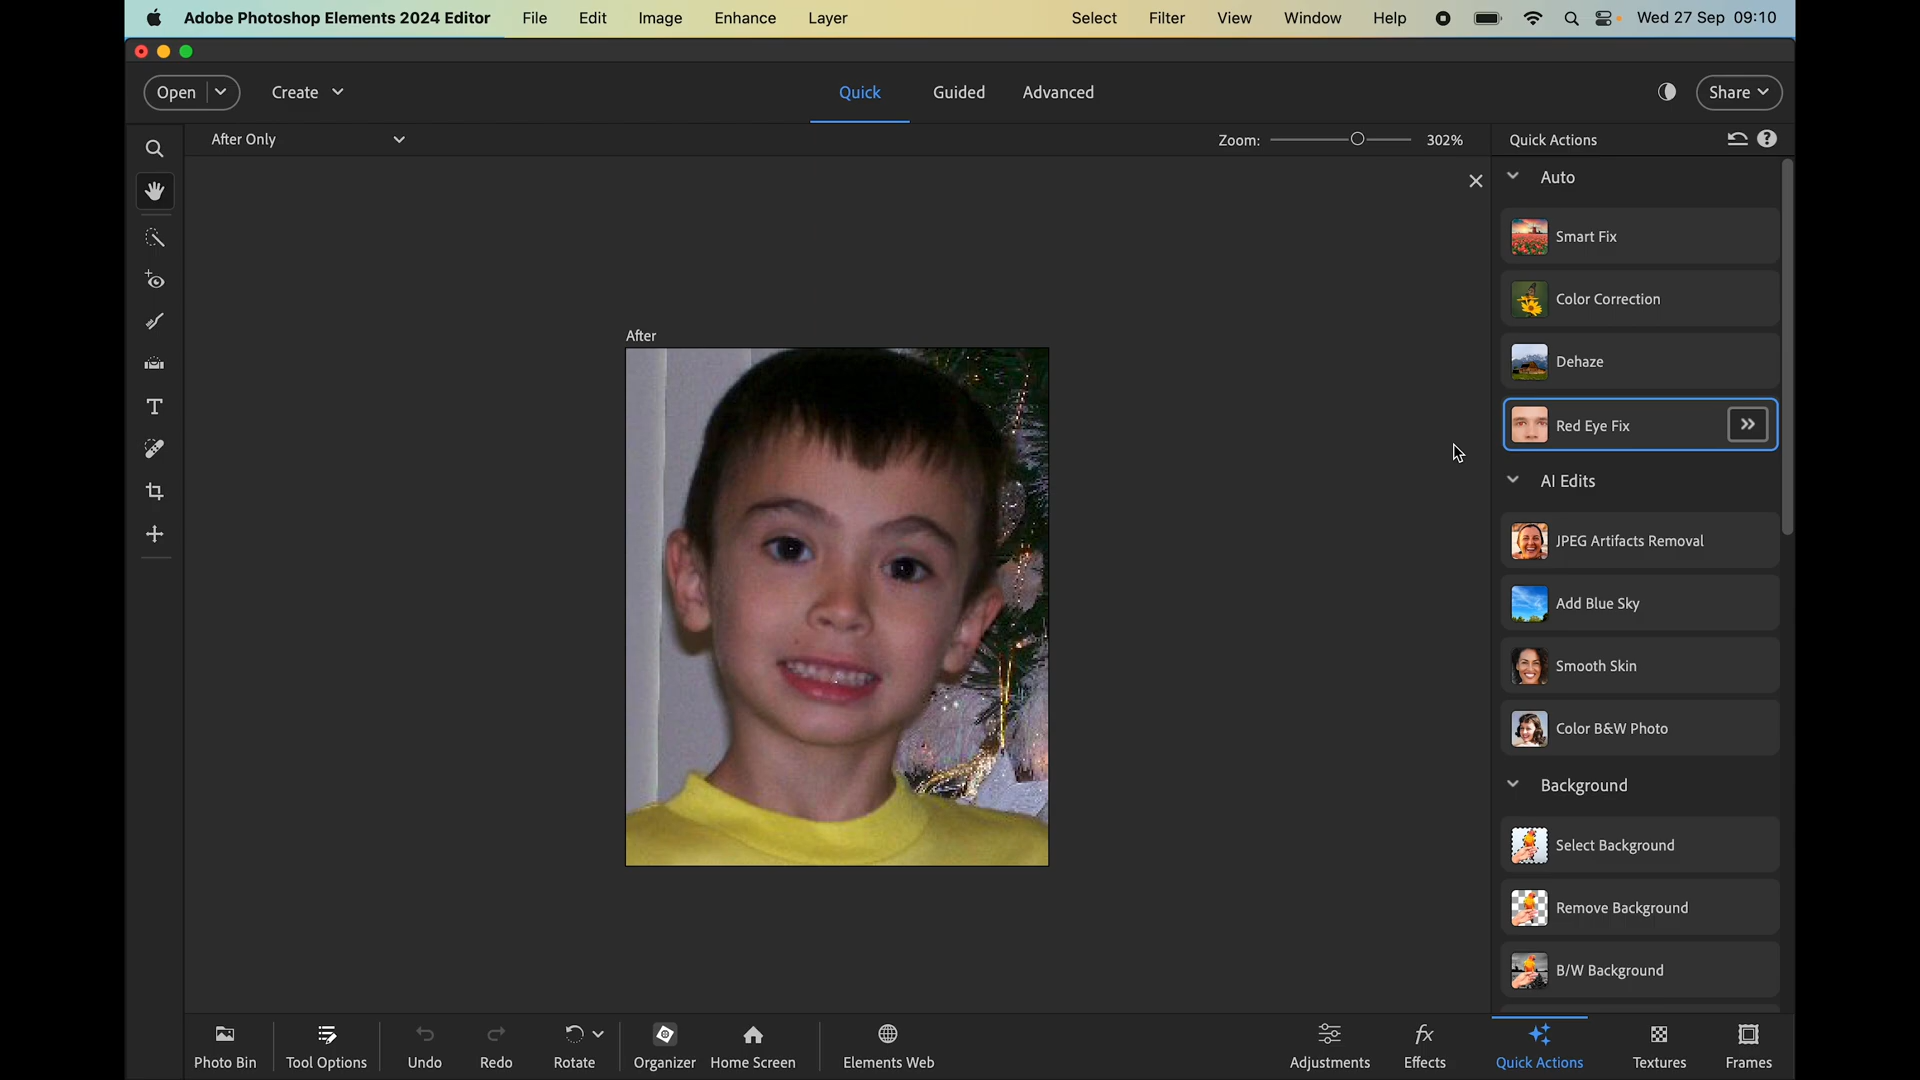 Adobe Photoshop Elements 2024 Editor File Edit Image Enhance Layer Select Filter View Window Help Wed 27 Sep 09:10
Open Create Quick Guided Advanced Share
After Only Zoom: 302% Quick Actions
Auto
Smart Fix
Color Correction
After
Dehaze
Red Eye Fix
AI Edits
JPEG Artifacts Removal
Add Blue Sky
Smooth Skin
Color B&W Photo
Background
Select Background
Remove Background
B/W Background
Photo Bin Tool Options Undo Redo Rotate Organizer Home Screen Elements Web Adjustments Effects Quick Actions Textures Frames